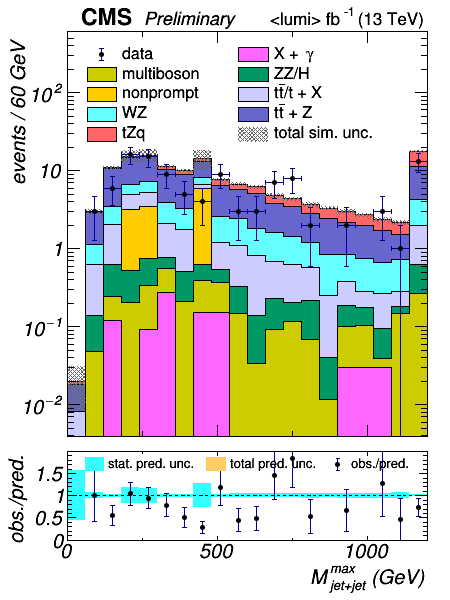 CMS Preliminary <lumi> fb⁻¹ (13 TeV)
events / 60 GeV
data
multiboson
nonprompt
WZ
tZq
X + γ
ZZ/H
tt̄/t + X
tt̄ + Z
total sim. unc.
10²
10
1
10⁻¹
10⁻²
obs./pred.
stat. pred. unc. total pred. unc. obs./pred.
1.5
1
0.5
0
0 500 1000
M^max_jet+jet (GeV)